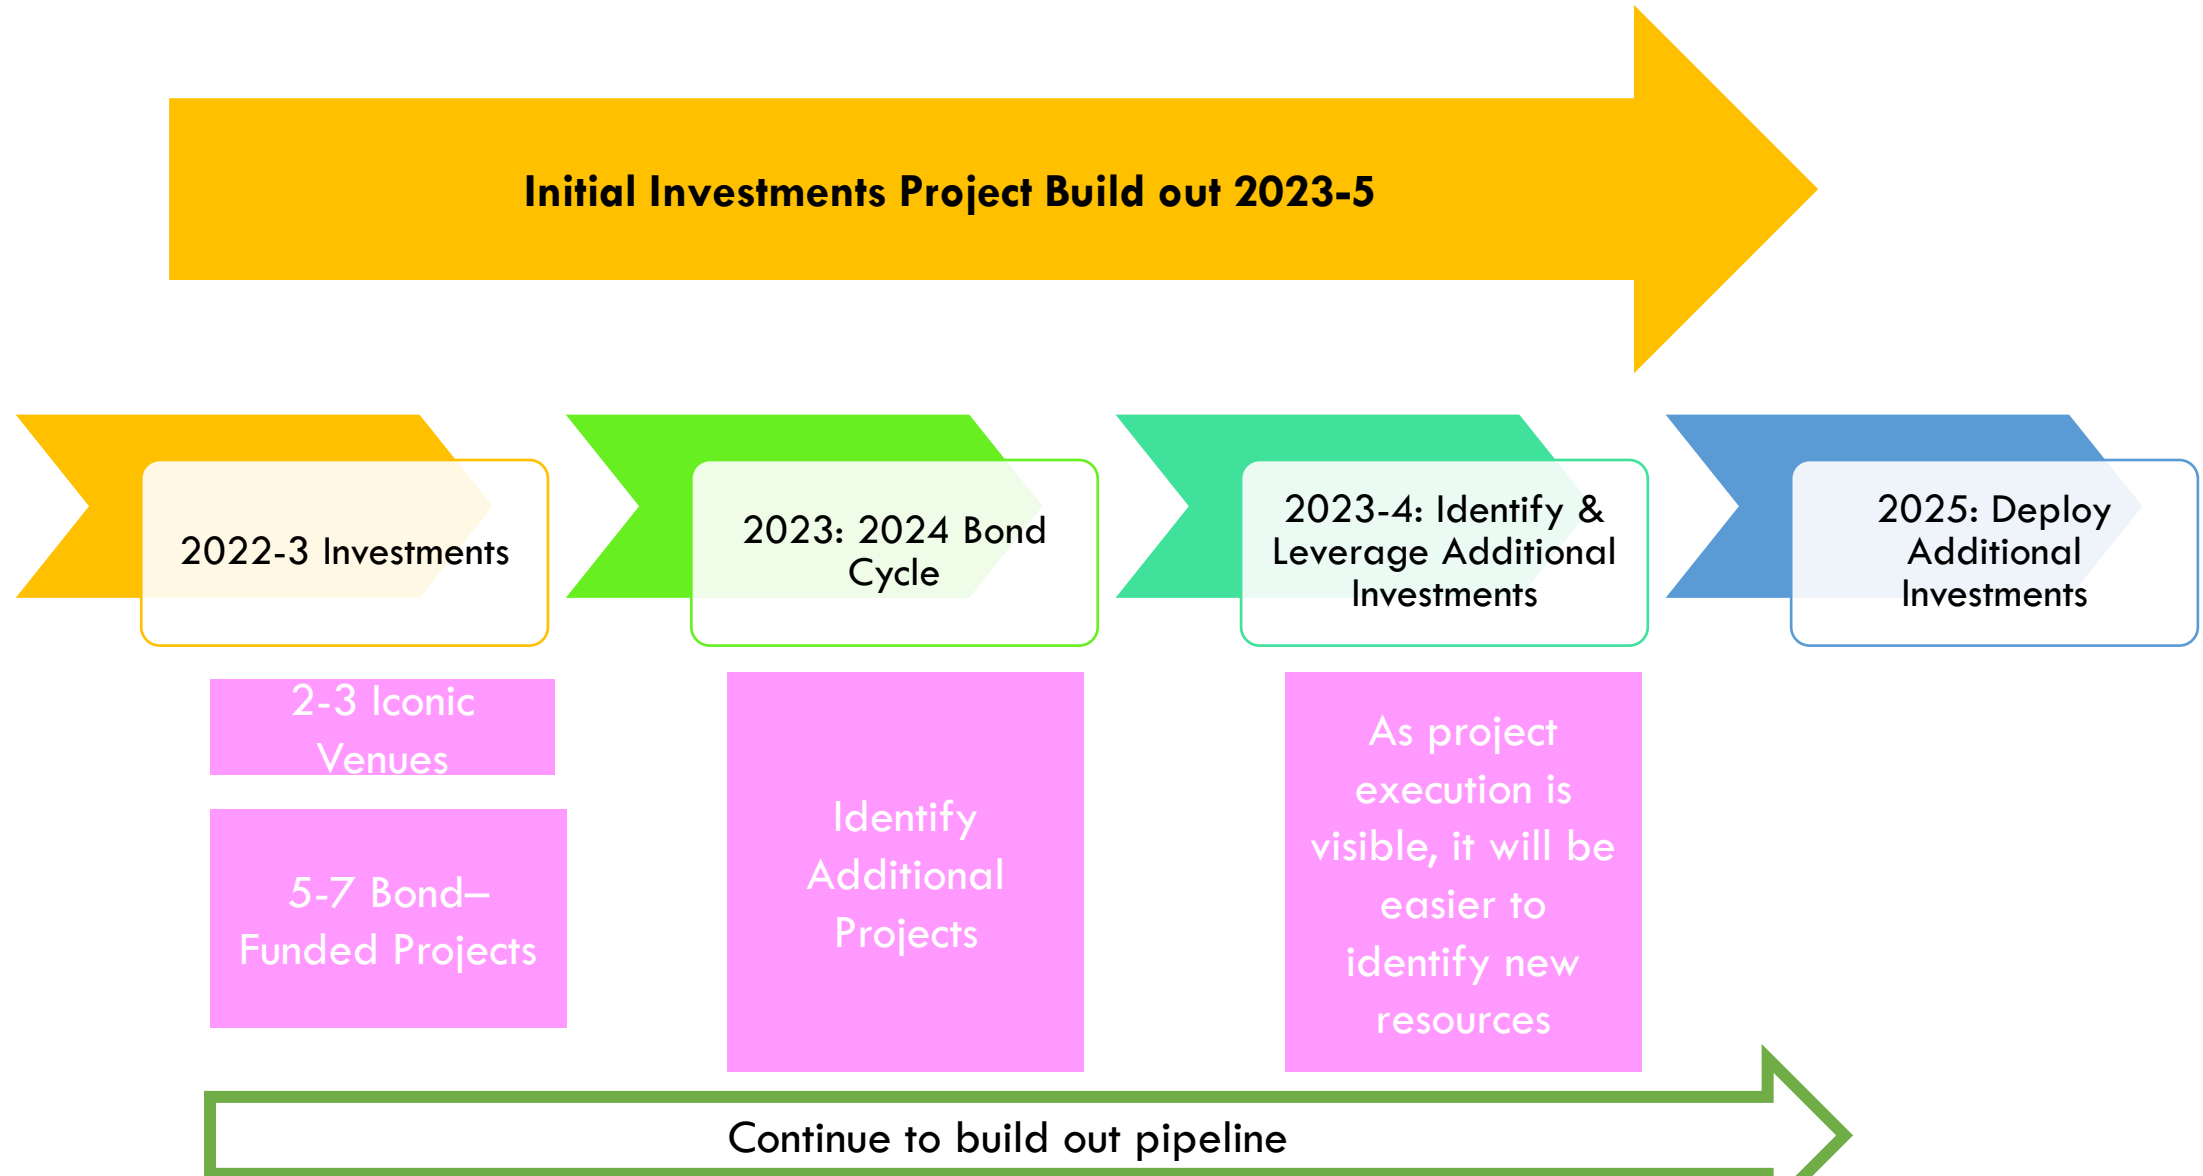 Initial Investments Project Build out 2023-5
2022-3 Investments
2023: 2024 Bond
Cycle
2023-4: Identify &
Leverage Additional
Investments
2025: Deploy
Additional
Investments
2-3 Iconic
Venues
5-7 Bond–
Funded Projects
Identify
Additional
Projects
As project
execution is
visible, it will be
easier to
identify new
resources
Continue to build out pipeline